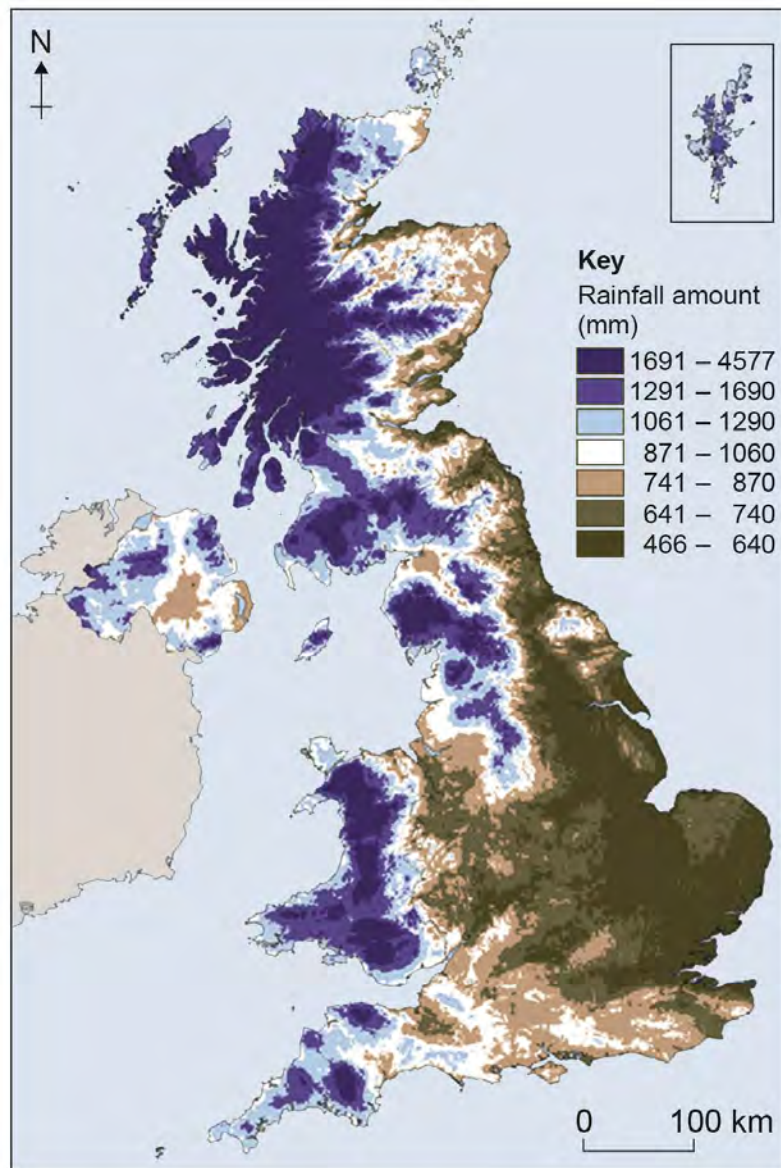 N
Key
Rainfall amount
(mm)
1691 – 4577
1291 – 1690
1061 – 1290
871 – 1060
741 – 870
641 – 740
466 – 640
0 100 km